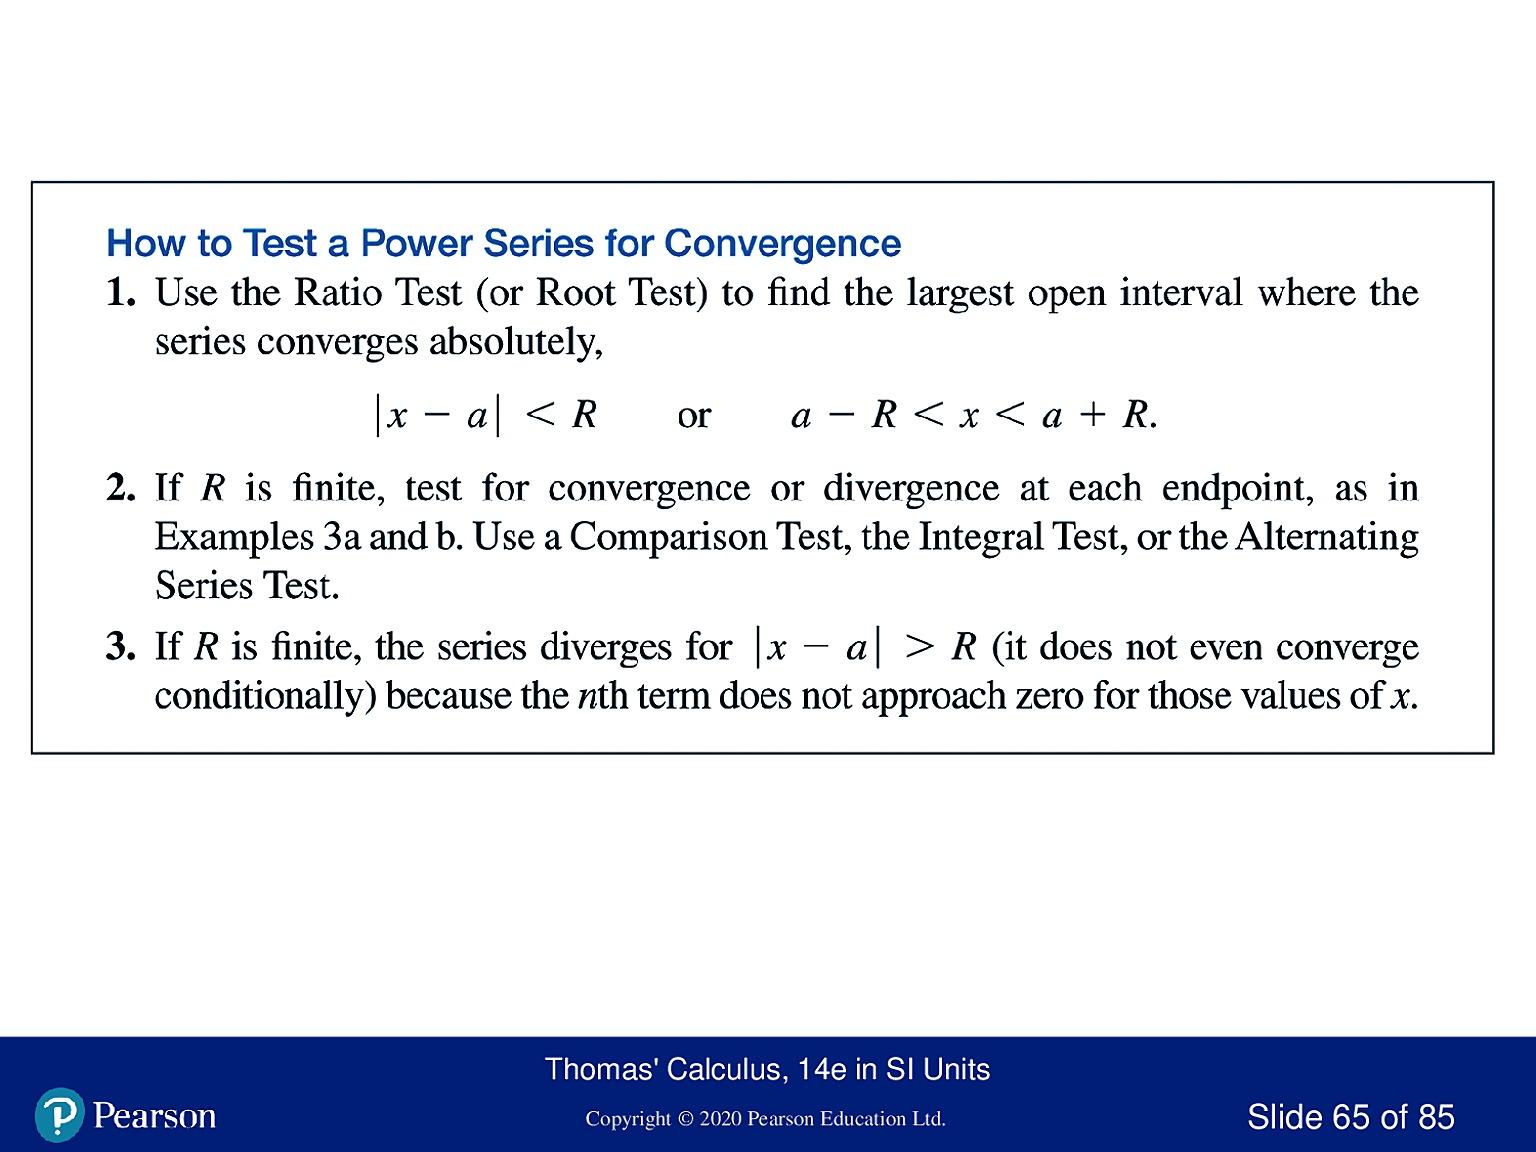 How to Test a Power Series for Convergence
1. Use the Ratio Test (or Root Test) to find the largest open interval where the
series converges absolutely,
|x − a| < R or a − R < x < a + R.
2. If R is finite, test for convergence or divergence at each endpoint, as in
Examples 3a and b. Use a Comparison Test, the Integral Test, or the Alternating
Series Test.
3. If R is finite, the series diverges for |x − a| > R (it does not even converge
conditionally) because the nth term does not approach zero for those values of x.
Thomas' Calculus, 14e in SI Units
Pearson
Copyright © 2020 Pearson Education Ltd.
Slide 65 of 85